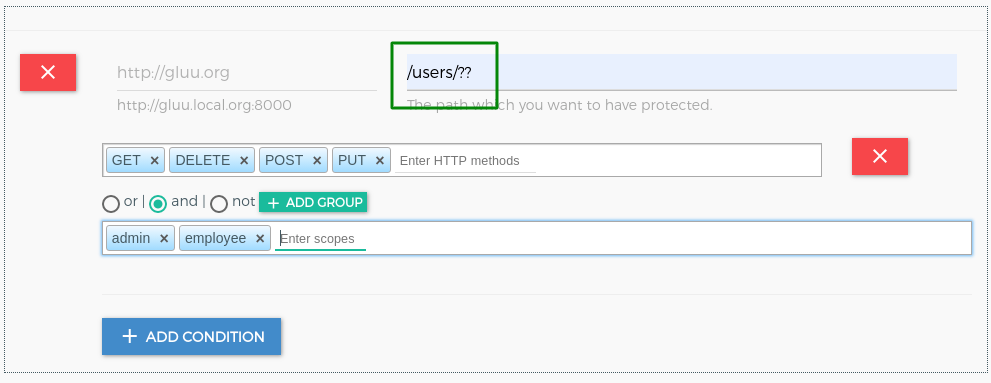 http://gluu.org
/users/??
http://gluu.local.org:8000
The path which you want to have protected.
GET × DELETE × POST × PUT × Enter HTTP methods
or | and | not + ADD GROUP
admin × employee × Enter scopes
+ ADD CONDITION